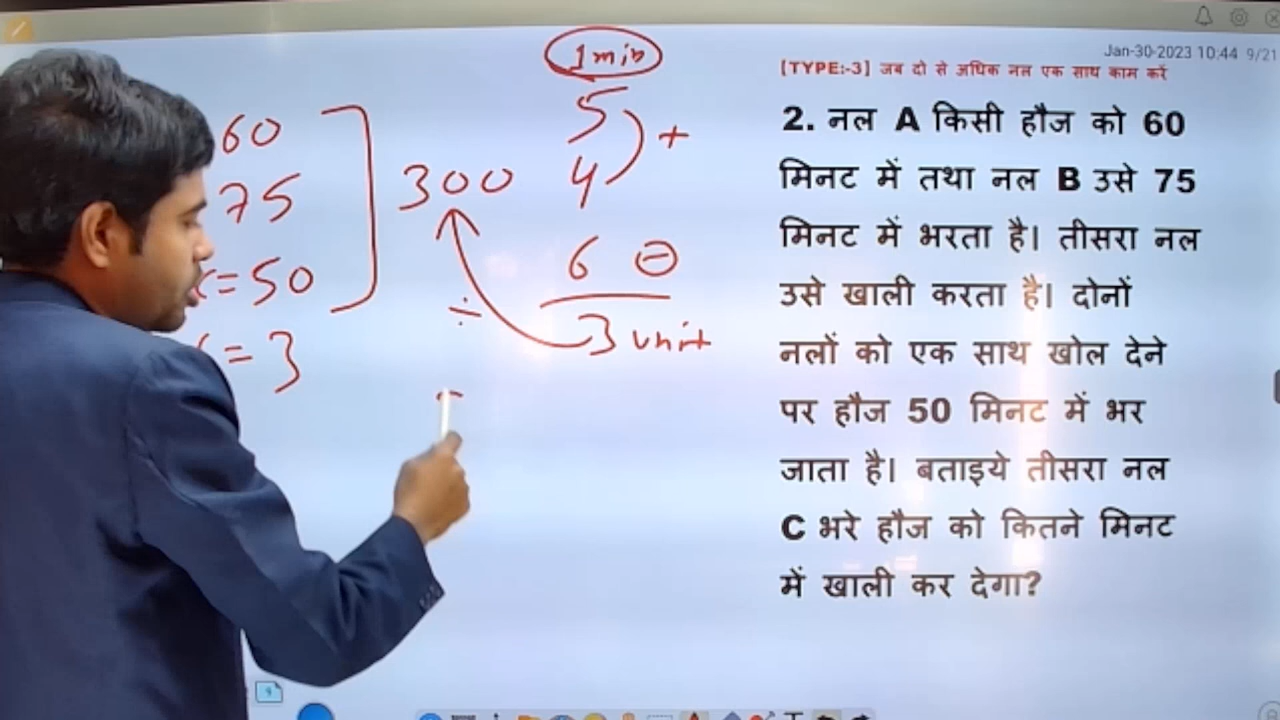 Jan-30-2023 10:44 9/21
[TYPE:-3] जब दो से अधिक नल एक साथ काम करें
2. नल A किसी हौज को 60
मिनट में तथा नल B उसे 75
मिनट में भरता है। तीसरा नल
उसे खाली करता है। दोनों
नलों को एक साथ खोल देने
पर हौज 50 मिनट में भर
जाता है। बताइये तीसरा नल
C भरे हौज को कितने मिनट
में खाली कर देगा?
1 min
60
5
+
75
300
4
=50
6 ⊖
÷
3 unit
=3